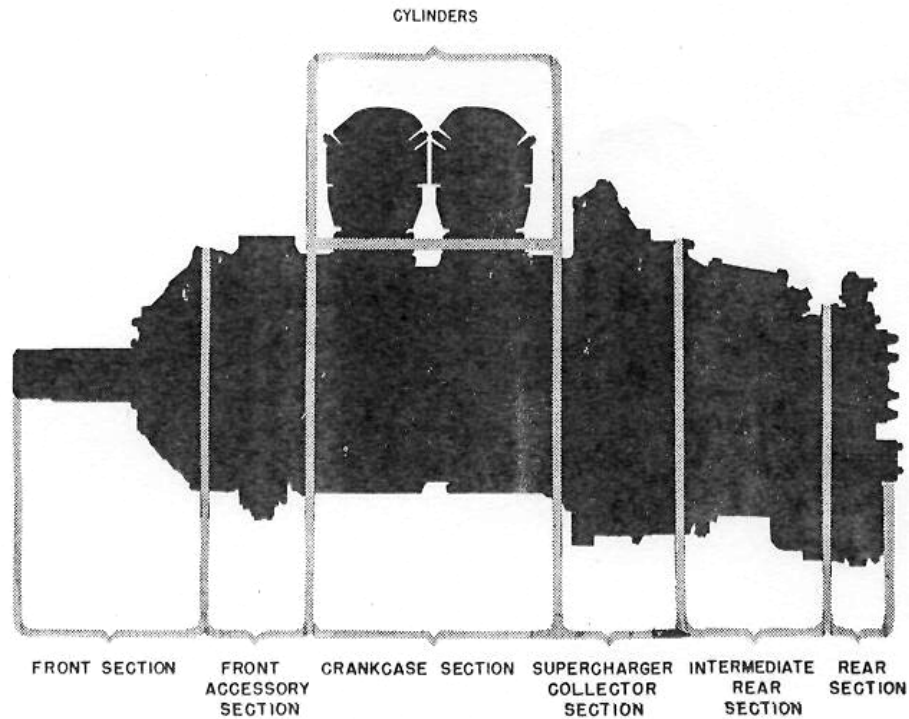 CYLINDERS
FRONT SECTION
FRONT
ACCESSORY
SECTION
CRANKCASE SECTION
SUPERCHARGER
COLLECTOR
SECTION
INTERMEDIATE
REAR
SECTION
REAR
SECTION